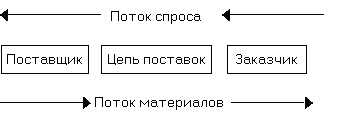 Поток спроса
Поставщик Цепь поставок Заказчик
Поток материалов